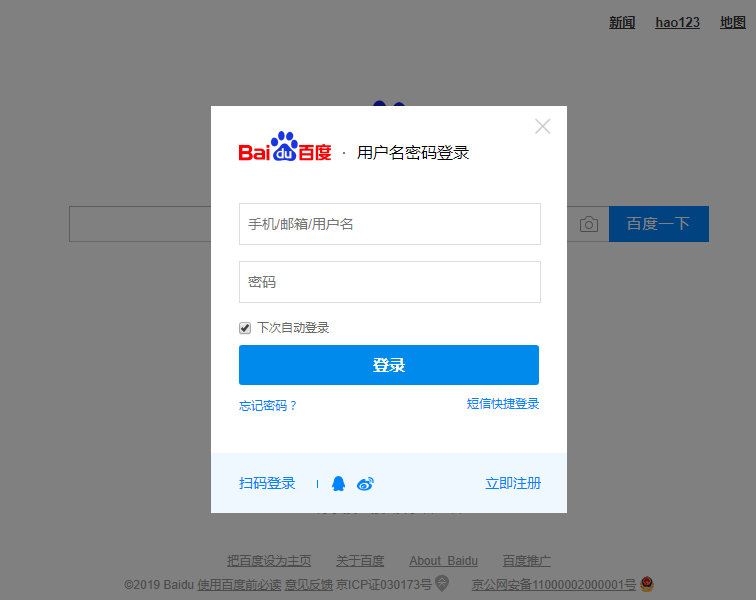 新闻 hao123 地图
Bai du 百度 · 用户名密码登录
手机/邮箱/用户名
百度一下
密码
下次自动登录
登录
忘记密码？ 短信快捷登录
扫码登录 立即注册
把百度设为主页 关于百度 About Baidu 百度推广
©2019 Baidu 使用百度前必读 意见反馈 京ICP证030173号 京公网安备11000002000001号